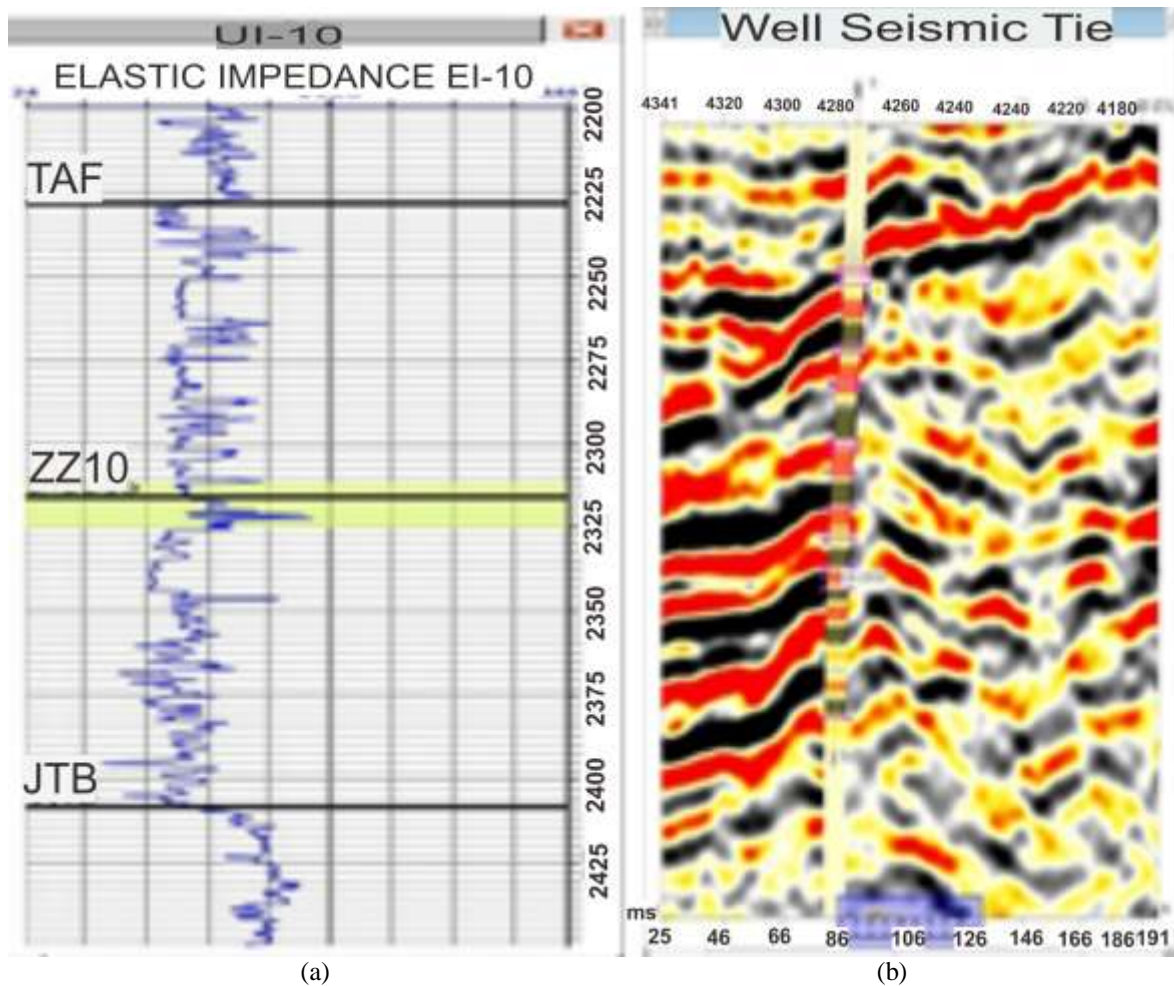 UI-10
ELASTIC IMPEDANCE EI-10
2200
TAF
2225
2250
2275
2300
ZZ10
2325
2350
2375
JTB
2400
2425
(a)
Well Seismic Tie
4341 4320 4300 4280 4260 4240 4240 4220 4180
ms
25 46 66 86 106 126 146 166 186 191
(b)